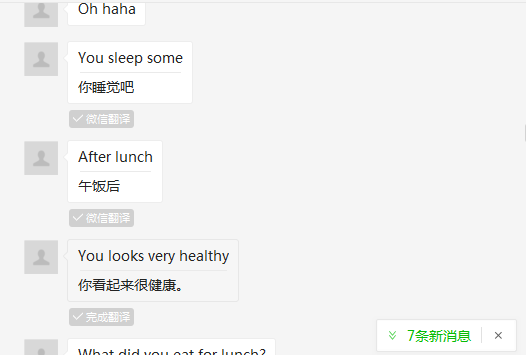 Oh haha
You sleep some
你睡觉吧
微信翻译
After lunch
午饭后
微信翻译
You looks very healthy
你看起来很健康。
完成翻译
7条新消息
What did you eat for lunch?